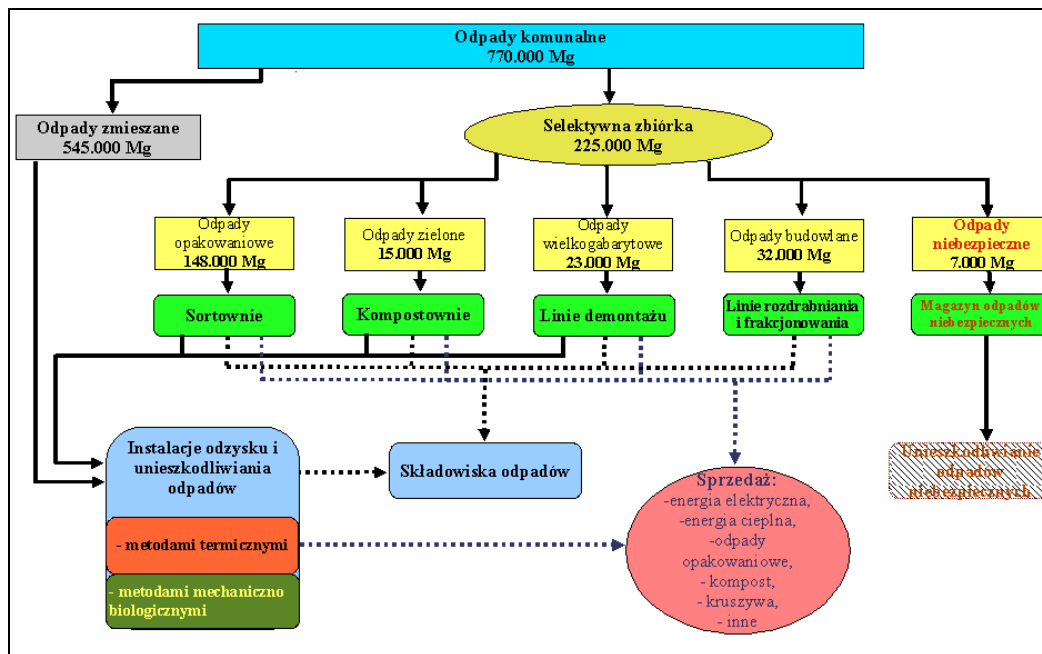 Odpady komunalne
770.000 Mg
Odpady zmieszane
545.000 Mg
Selektywna zbiórka
225.000 Mg
Odpady
opakowaniowe
148.000 Mg
Odpady zielone
15.000 Mg
Odpady
wielkogabarytowe
23.000 Mg
Odpady budowlane
32.000 Mg
Odpady
niebezpieczne
7.000 Mg
Sortownie
Kompostownie
Linie demontażu
Linie rozdrabniania
i frakcjonowania
Magazyn odpadów
niebezpiecznych
Instalacje odzysku i
unieszkodliwiania
odpadów
- metodami termicznymi
- metodami mechaniczno
biologicznymi
Składowiska odpadów
Sprzedaż:
-energia elektryczna,
-energia cieplna,
-odpady
opakowaniowe,
- kompost,
- kruszywa,
- inne
Unieszkodliwianie
odpadów
niebezpiecznych